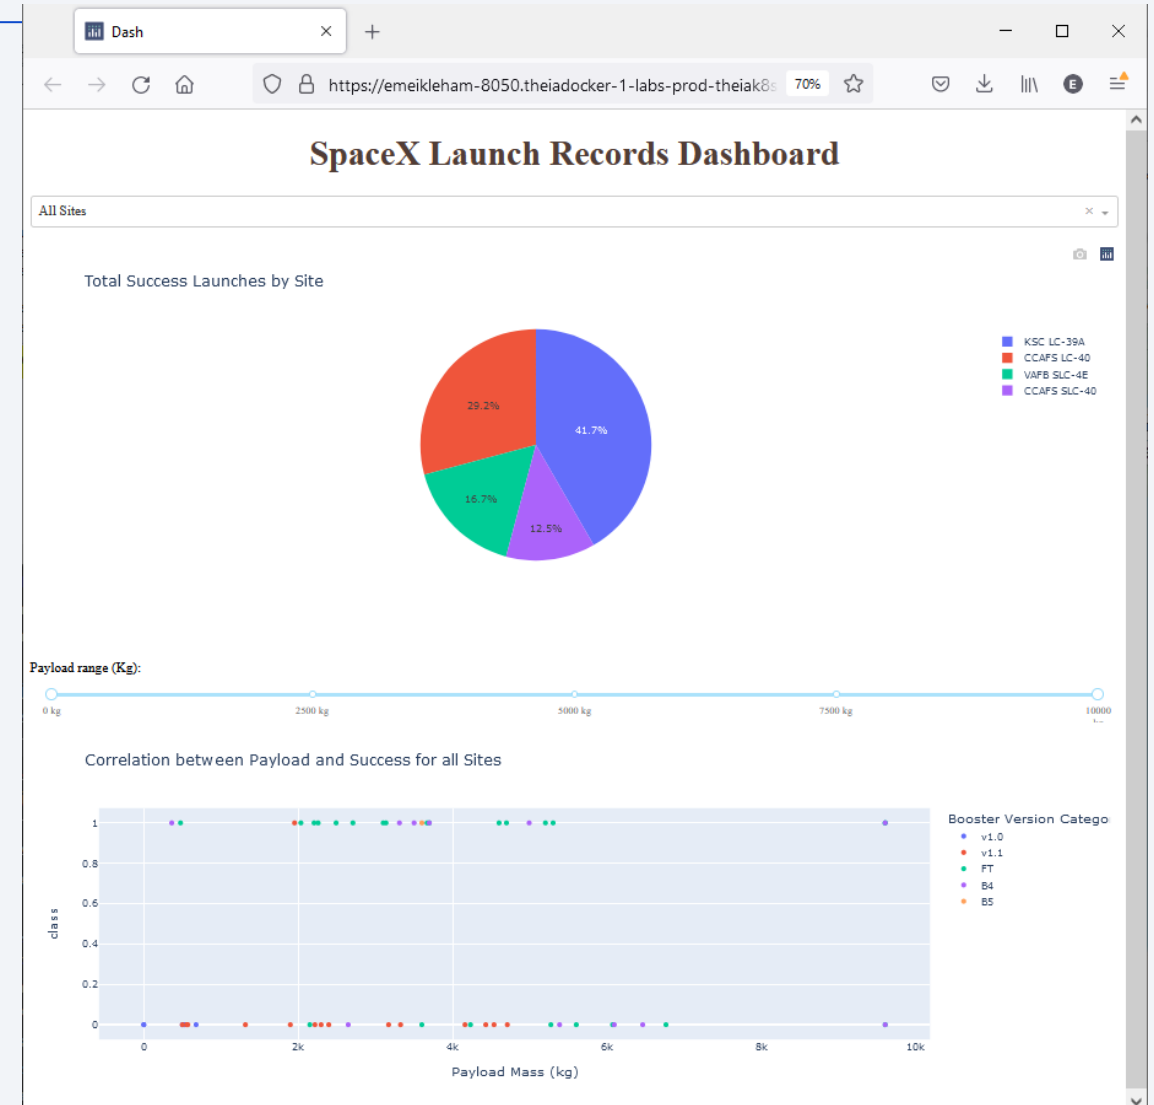 Dash
https://emeikleham-8050.theiadocker-1-labs-prod-theiak8s
70%
E
SpaceX Launch Records Dashboard
All Sites
Total Success Launches by Site
KSC LC-39A
CCAFS LC-40
VAFB SLC-4E
CCAFS SLC-40
29.2%
41.7%
16.7%
12.5%
Payload range (Kg):
0 kg
2500 kg
5000 kg
7500 kg
10000
Correlation between Payload and Success for all Sites
Booster Version Catego
v1.0
v1.1
FT
B4
B5
class
1
0.8
0.6
0.4
0.2
0
0
2k
4k
6k
8k
10k
Payload Mass (kg)